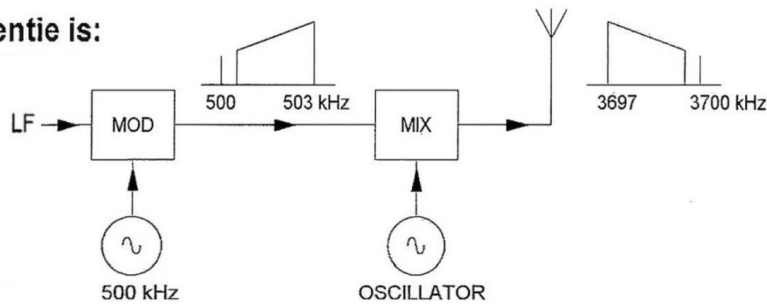 entie is:
500 503 kHz
3697 3700 kHz
LF MOD MIX
500 kHz OSCILLATOR